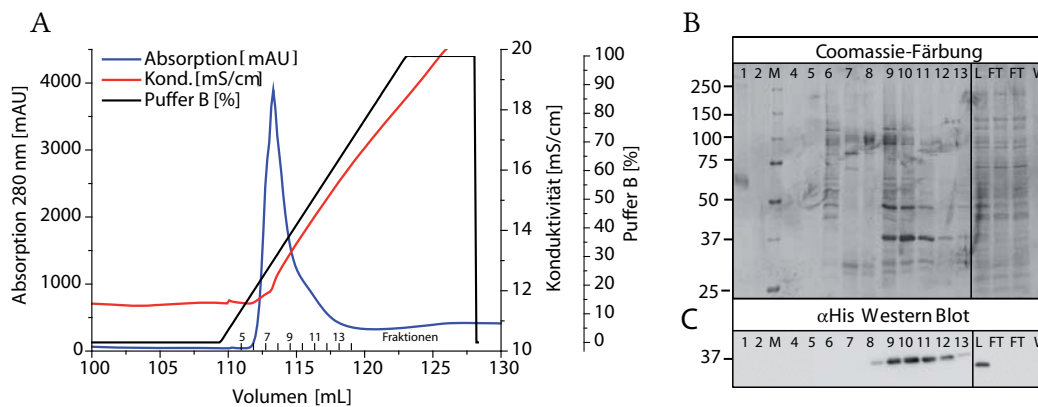 A
Absorption [mAU]
Kond. [mS/cm]
Puffer B [%]
Absorption 280 nm [mAU]
4000
3000
2000
1000
0
20
18
16
14
12
10
Konduktivität [mS/cm]
100
90
80
70
60
50
40
30
20
10
0
Puffer B [%]
5 7 9 11 13 Fraktionen
100 105 110 115 120 125 130
Volumen [mL]
B
Coomassie-Färbung
1 2 M 4 5 6 7 8 9 10 11 12 13 L FT FT W
250
150
100
75
50
37
25
C
αHis Western Blot
1 2 M 4 5 6 7 8 9 10 11 12 13 L FT FT W
37